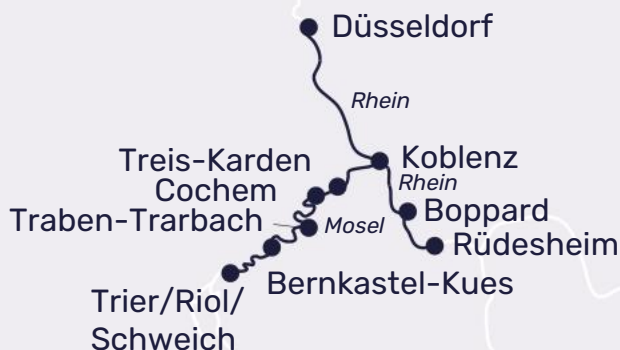 Düsseldorf
Rhein
Treis-Karden
Koblenz
Cochem
Rhein
Traben-Trarbach
Mosel
Boppard
Rüdesheim
Bernkastel-Kues
Trier/Riol/
Schweich